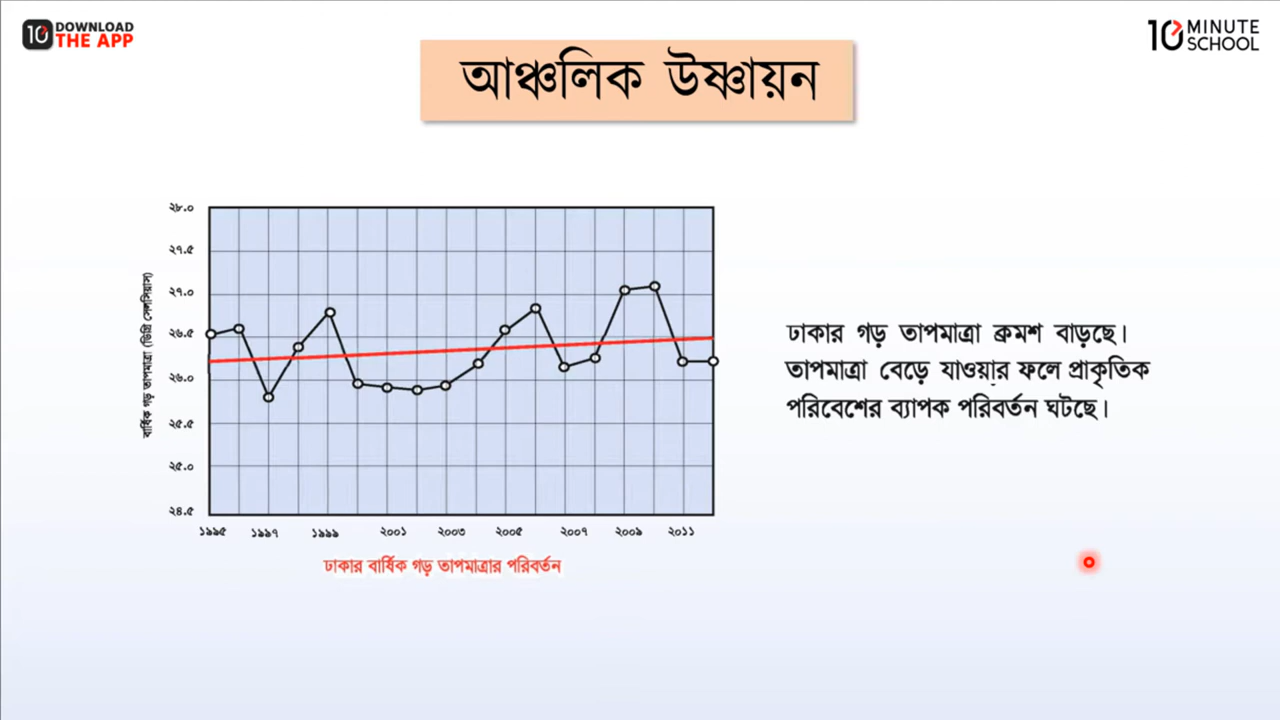 10 DOWNLOAD
THE APP
10 MINUTE
SCHOOL
আঞ্চলিক উষ্ণায়ন
বার্ষিক গড় তাপমাত্রা (ডিগ্রি সেলসিয়াস)
২৮.০
২৭.৫
২৭.০
২৬.৫
২৬.০
২৫.৫
২৫.০
২৪.৫
১৯৯৫ ১৯৯৭ ১৯৯৯ ২০০১ ২০০৩ ২০০৫ ২০০৭ ২০০৯ ২০১১
ঢাকার বার্ষিক গড় তাপমাত্রার পরিবর্তন
ঢাকার গড় তাপমাত্রা ক্রমশ বাড়ছে।
তাপমাত্রা বেড়ে যাওয়ার ফলে প্রাকৃতিক
পরিবেশের ব্যাপক পরিবর্তন ঘটছে।